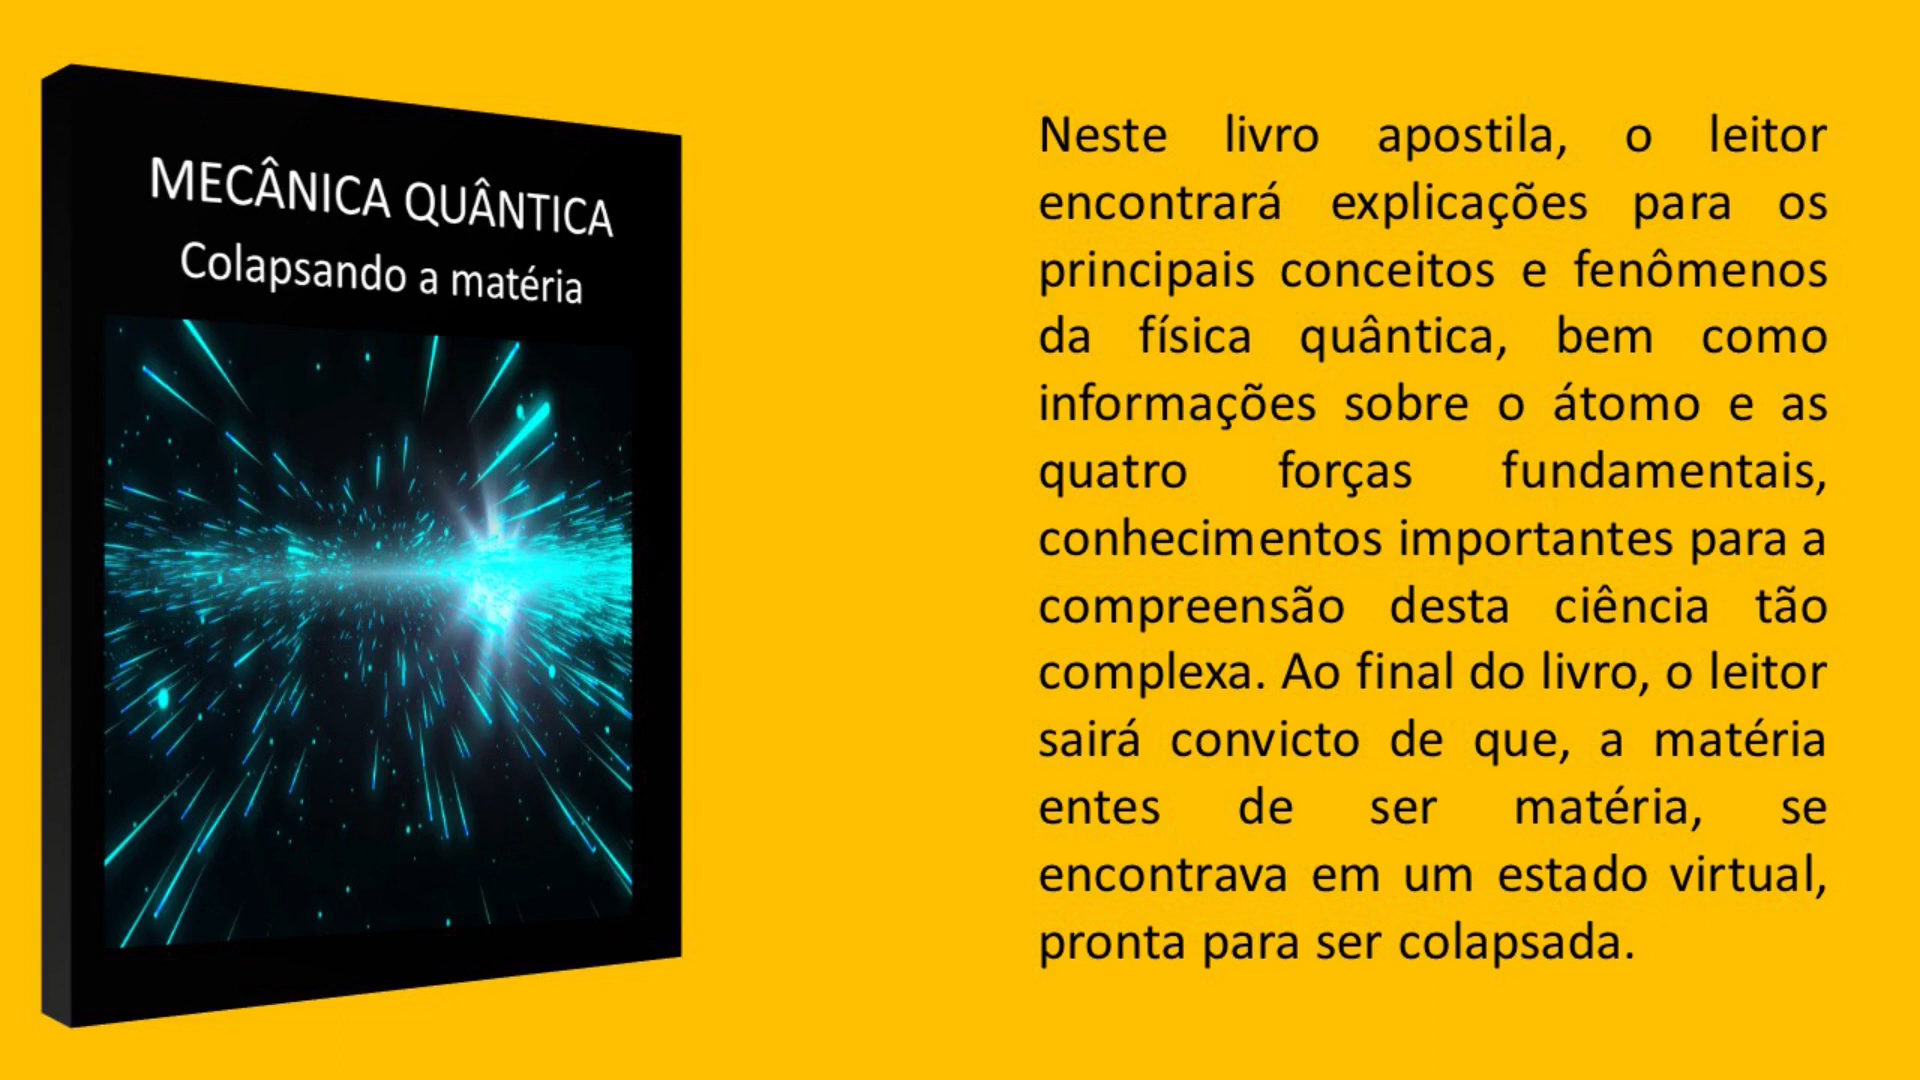 MECÂNICA QUÂNTICA
Colapsando a matéria
Neste livro apostila, o leitor
encontrará explicações para os
principais conceitos e fenômenos
da física quântica, bem como
informações sobre o átomo e as
quatro forças fundamentais,
conhecimentos importantes para a
compreensão desta ciência tão
complexa. Ao final do livro, o leitor
sairá convicto de que, a matéria
entes de ser matéria, se
encontrava em um estado virtual,
pronta para ser colapsada.